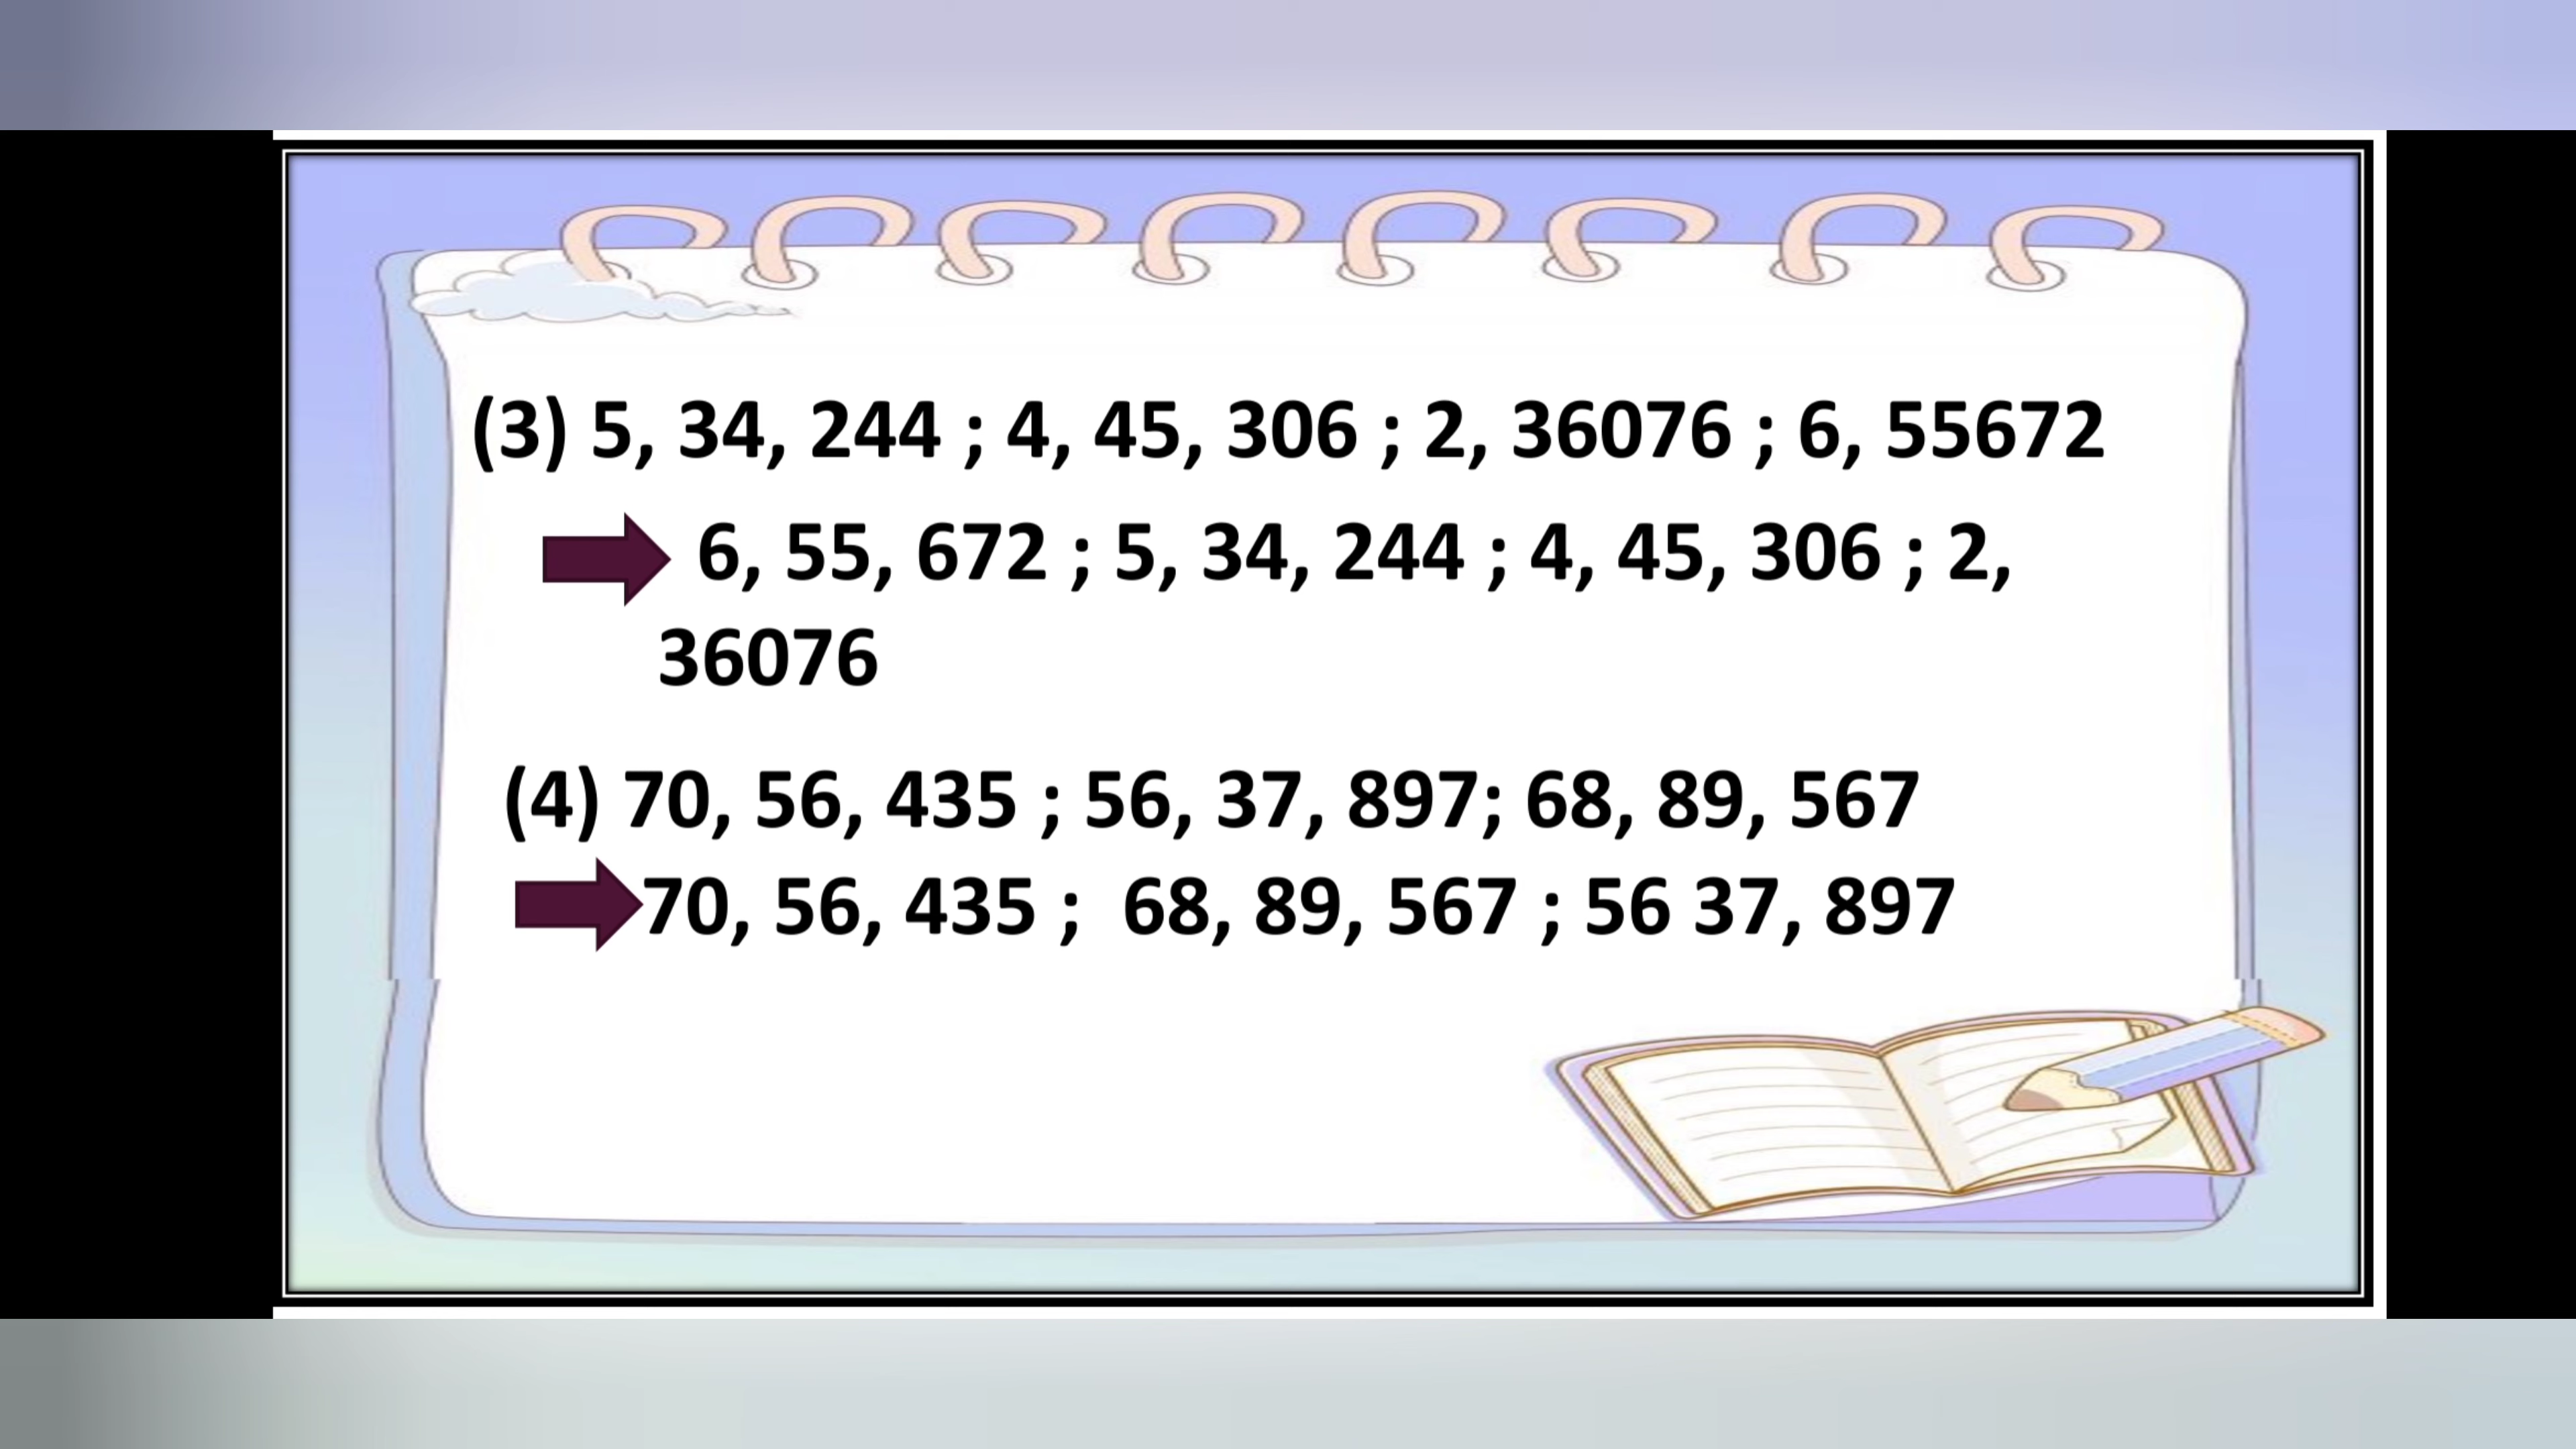 (3) 5, 34, 244 ; 4, 45, 306 ; 2, 36076 ; 6, 55672
6, 55, 672 ; 5, 34, 244 ; 4, 45, 306 ; 2,
36076
(4) 70, 56, 435 ; 56, 37, 897; 68, 89, 567
70, 56, 435 ;  68, 89, 567 ; 56 37, 897